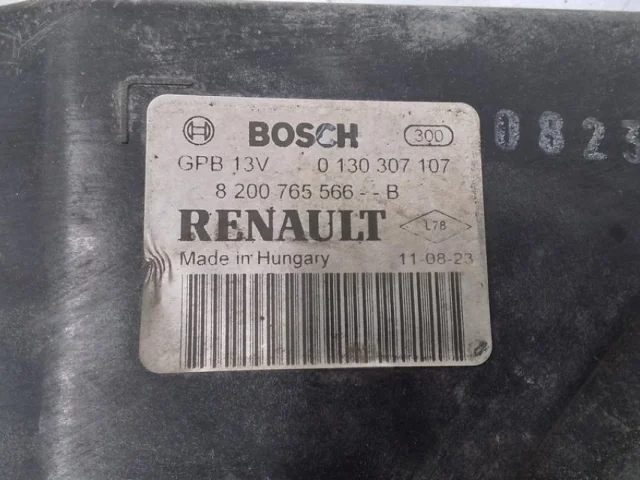 BOSCH 300
GPB 13V 0 130 307 107
8 200 765 566 - - B
RENAULT L78
Made in Hungary 11-08-23
0823